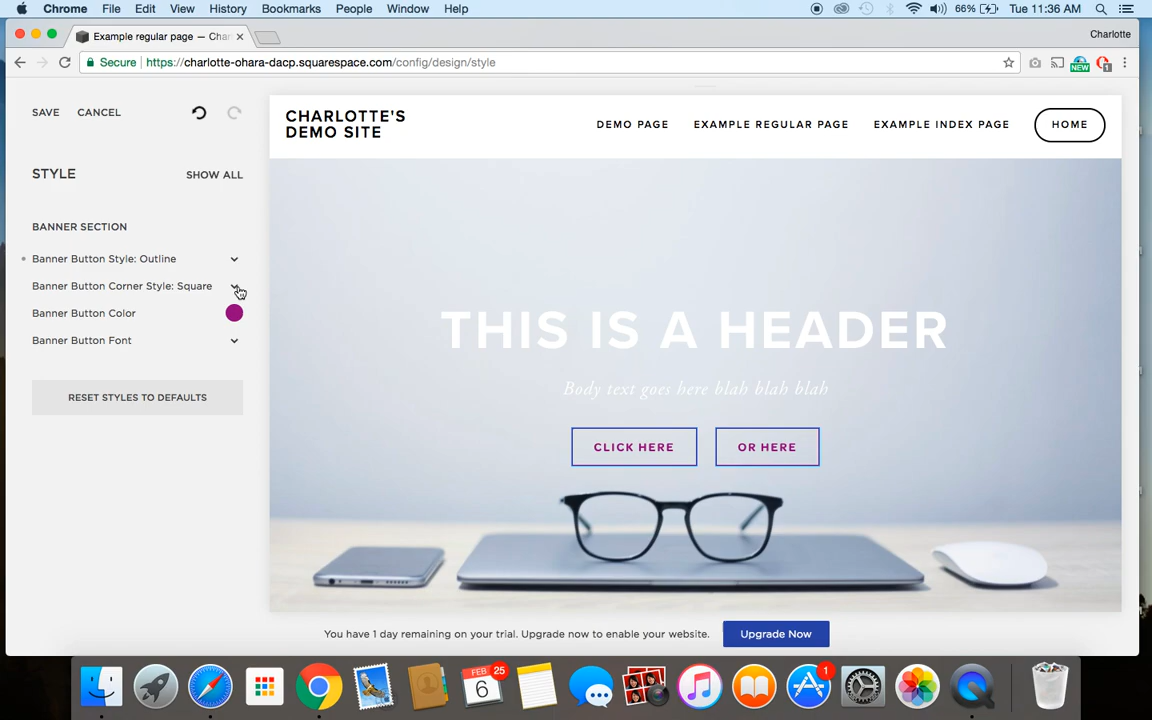 Chrome File Edit View History Bookmarks People Window Help 66% Tue 11:36 AM
Example regular page — Char
Charlotte
Secure https://charlotte-ohara-dacp.squarespace.com/config/design/style
NEW
1
SAVE CANCEL
CHARLOTTE'S
DEMO SITE
DEMO PAGE EXAMPLE REGULAR PAGE EXAMPLE INDEX PAGE HOME
STYLE SHOW ALL
BANNER SECTION
Banner Button Style: Outline
Banner Button Corner Style: Square
Banner Button Color
Banner Button Font
RESET STYLES TO DEFAULTS
THIS IS A HEADER
Body text goes here blah blah blah
CLICK HERE OR HERE
You have 1 day remaining on your trial. Upgrade now to enable your website. Upgrade Now
FEB 25
6
1